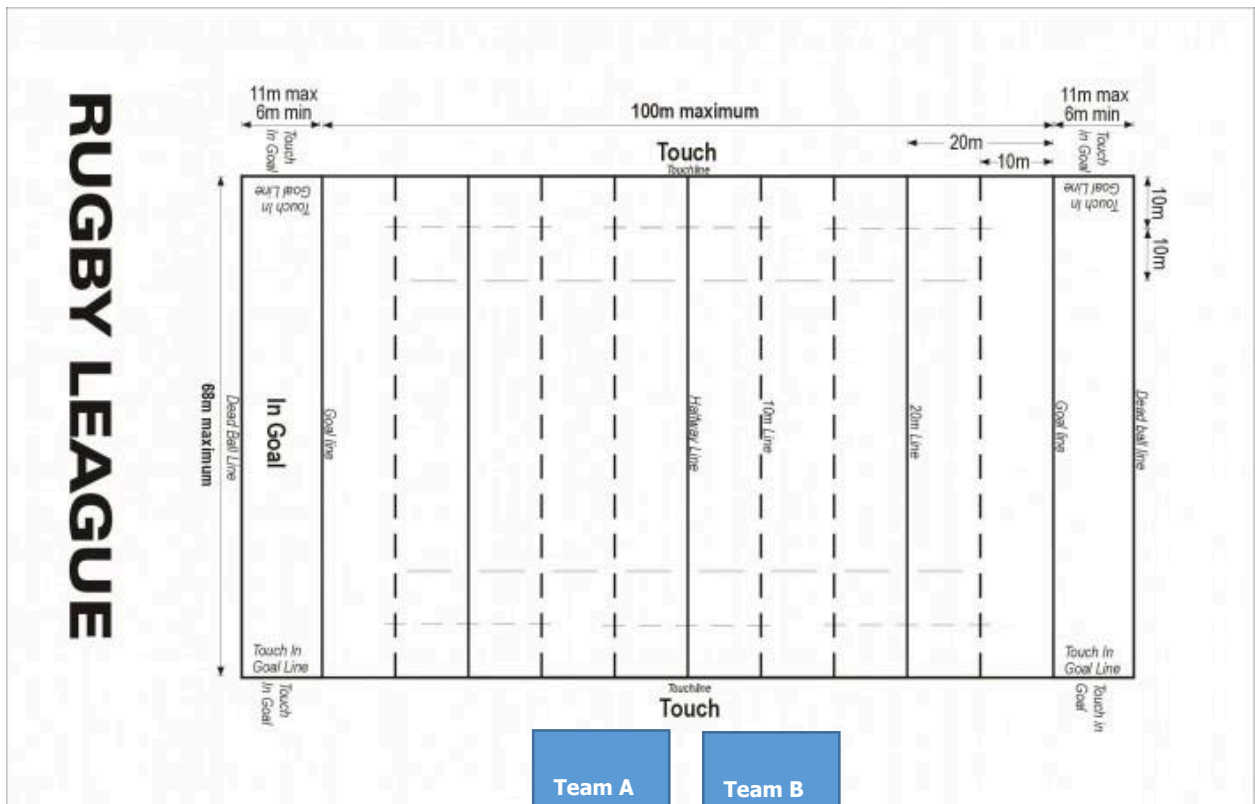 RUGBY LEAGUE
11m max
6m min
100m maximum
11m max
6m min
20m
10m
Touch
In Goal
Touch
Touchline
Touch
in Goal
Touch In
Goal Line
Touch In
Goal Line
10m
10m
68m maximum
Dead Ball Line
In Goal
Goal line
Halfway Line
10m Line
20m Line
Goal line
Dead ball line
Touch In
Goal Line
Touch In
Goal Line
Touch
In Goal
Touchline
Touch
Touch in
Goal
Team A
Team B